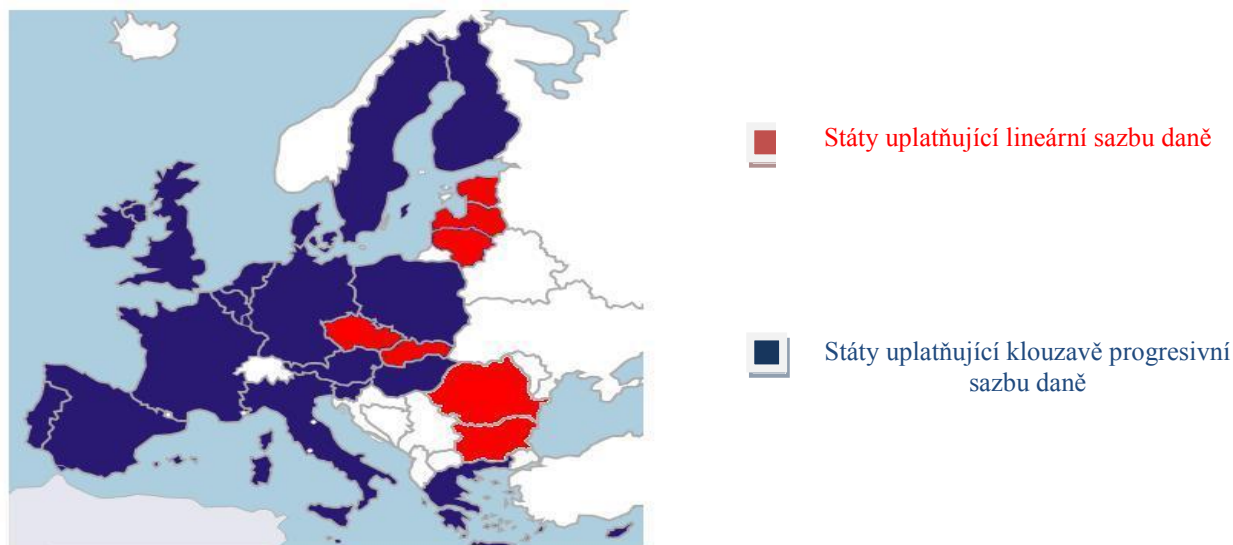 Státy uplatňující lineární sazbu daně
Státy uplatňující klouzavě progresivní
sazbu daně